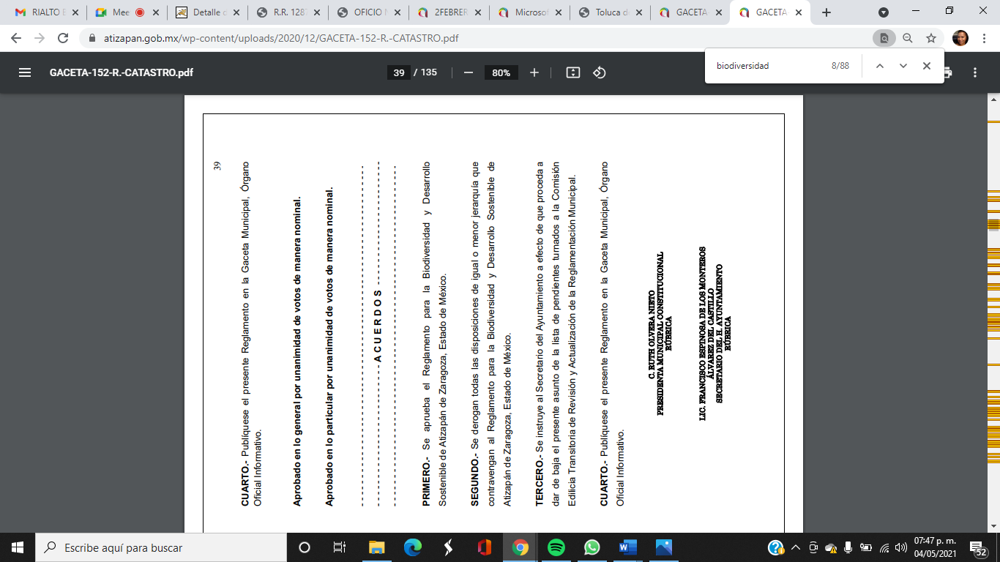 RIALTO E
Mee
Detalle d
R.R. 1287
OFICIO N
2FEBRER
Microsof
Toluca de
GACETA
GACETA
atizapan.gob.mx/wp-content/uploads/2020/12/GACETA-152-R.-CATASTRO.pdf
biodiversidad
8/88
GACETA-152-R.-CATASTRO.pdf
39 / 135
80%
39
CUARTO.- Publíquese el presente Reglamento en la Gaceta Municipal, Órgano
Oficial Informativo.
Aprobado en lo general por unanimidad de votos de manera nominal.
Aprobado en lo particular por unanimidad de votos de manera nominal.
A C U E R D O S
PRIMERO.- Se aprueba el Reglamento para la Biodiversidad y Desarrollo
Sostenible de Atizapán de Zaragoza, Estado de México.
SEGUNDO.- Se derogan todas las disposiciones de igual o menor jerarquía que
contravengan al Reglamento para la Biodiversidad y Desarrollo Sostenible de
Atizapán de Zaragoza, Estado de México.
TERCERO.- Se instruye al Secretario del Ayuntamiento a efecto de que proceda a
dar de baja el presente asunto de la lista de pendientes turnados a la Comisión
Edilicia Transitoria de Revisión y Actualización de la Reglamentación Municipal.
CUARTO.- Publíquese el presente Reglamento en la Gaceta Municipal, Órgano
Oficial Informativo.
C. RUTH OLVERA NIETO
PRESIDENTA MUNICIPAL CONSTITUCIONAL
RÚBRICA
LIC. FRANCISCO ESPINOSA DE LOS MONTEROS
ÁLVAREZ DEL CASTILLO
SECRETARIO DEL H. AYUNTAMIENTO
RÚBRICA
Escribe aquí para buscar
07:47 p. m.
04/05/2021
52